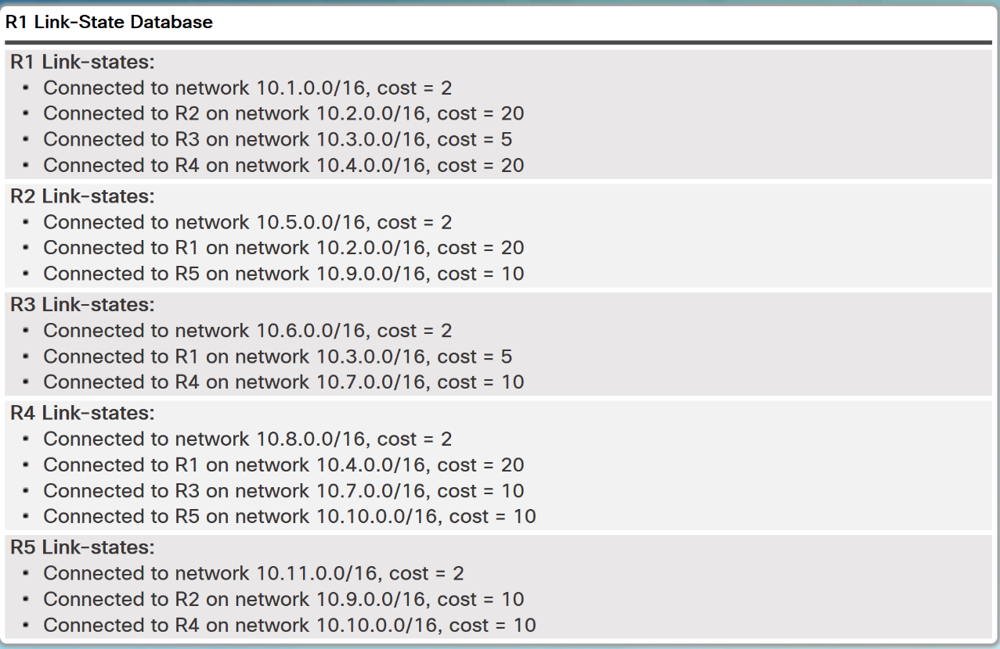 R1 Link-State Database
R1 Link-states:
• Connected to network 10.1.0.0/16, cost = 2
• Connected to R2 on network 10.2.0.0/16, cost = 20
• Connected to R3 on network 10.3.0.0/16, cost = 5
• Connected to R4 on network 10.4.0.0/16, cost = 20
R2 Link-states:
• Connected to network 10.5.0.0/16, cost = 2
• Connected to R1 on network 10.2.0.0/16, cost = 20
• Connected to R5 on network 10.9.0.0/16, cost = 10
R3 Link-states:
• Connected to network 10.6.0.0/16, cost = 2
• Connected to R1 on network 10.3.0.0/16, cost = 5
• Connected to R4 on network 10.7.0.0/16, cost = 10
R4 Link-states:
• Connected to network 10.8.0.0/16, cost = 2
• Connected to R1 on network 10.4.0.0/16, cost = 20
• Connected to R3 on network 10.7.0.0/16, cost = 10
• Connected to R5 on network 10.10.0.0/16, cost = 10
R5 Link-states:
• Connected to network 10.11.0.0/16, cost = 2
• Connected to R2 on network 10.9.0.0/16, cost = 10
• Connected to R4 on network 10.10.0.0/16, cost = 10